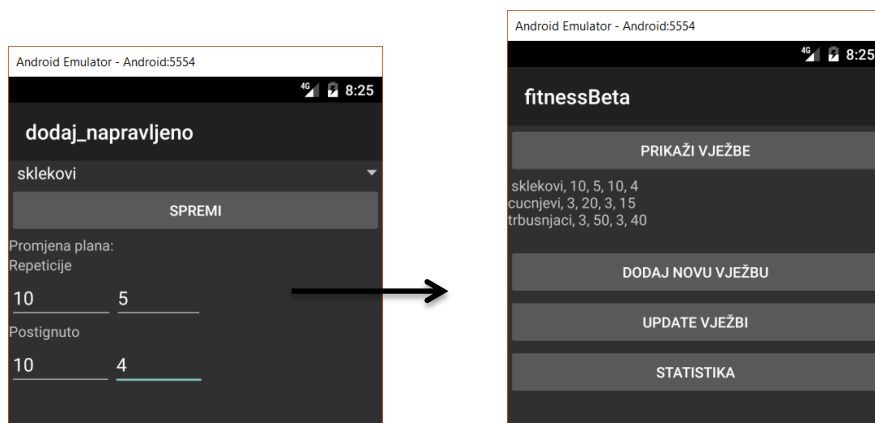 Android Emulator - Android:5554
4G 8:25
dodaj_napravljeno
sklekovi
SPREMI
Promjena plana:
Repeticije
10 5
Postignuto
10 4
Android Emulator - Android:5554
4G 8:25
fitnessBeta
PRIKAŽI VJEŽBE
sklekovi, 10, 5, 10, 4
cucnjevi, 3, 20, 3, 15
trbusnjaci, 3, 50, 3, 40
DODAJ NOVU VJEŽBU
UPDATE VJEŽBI
STATISTIKA